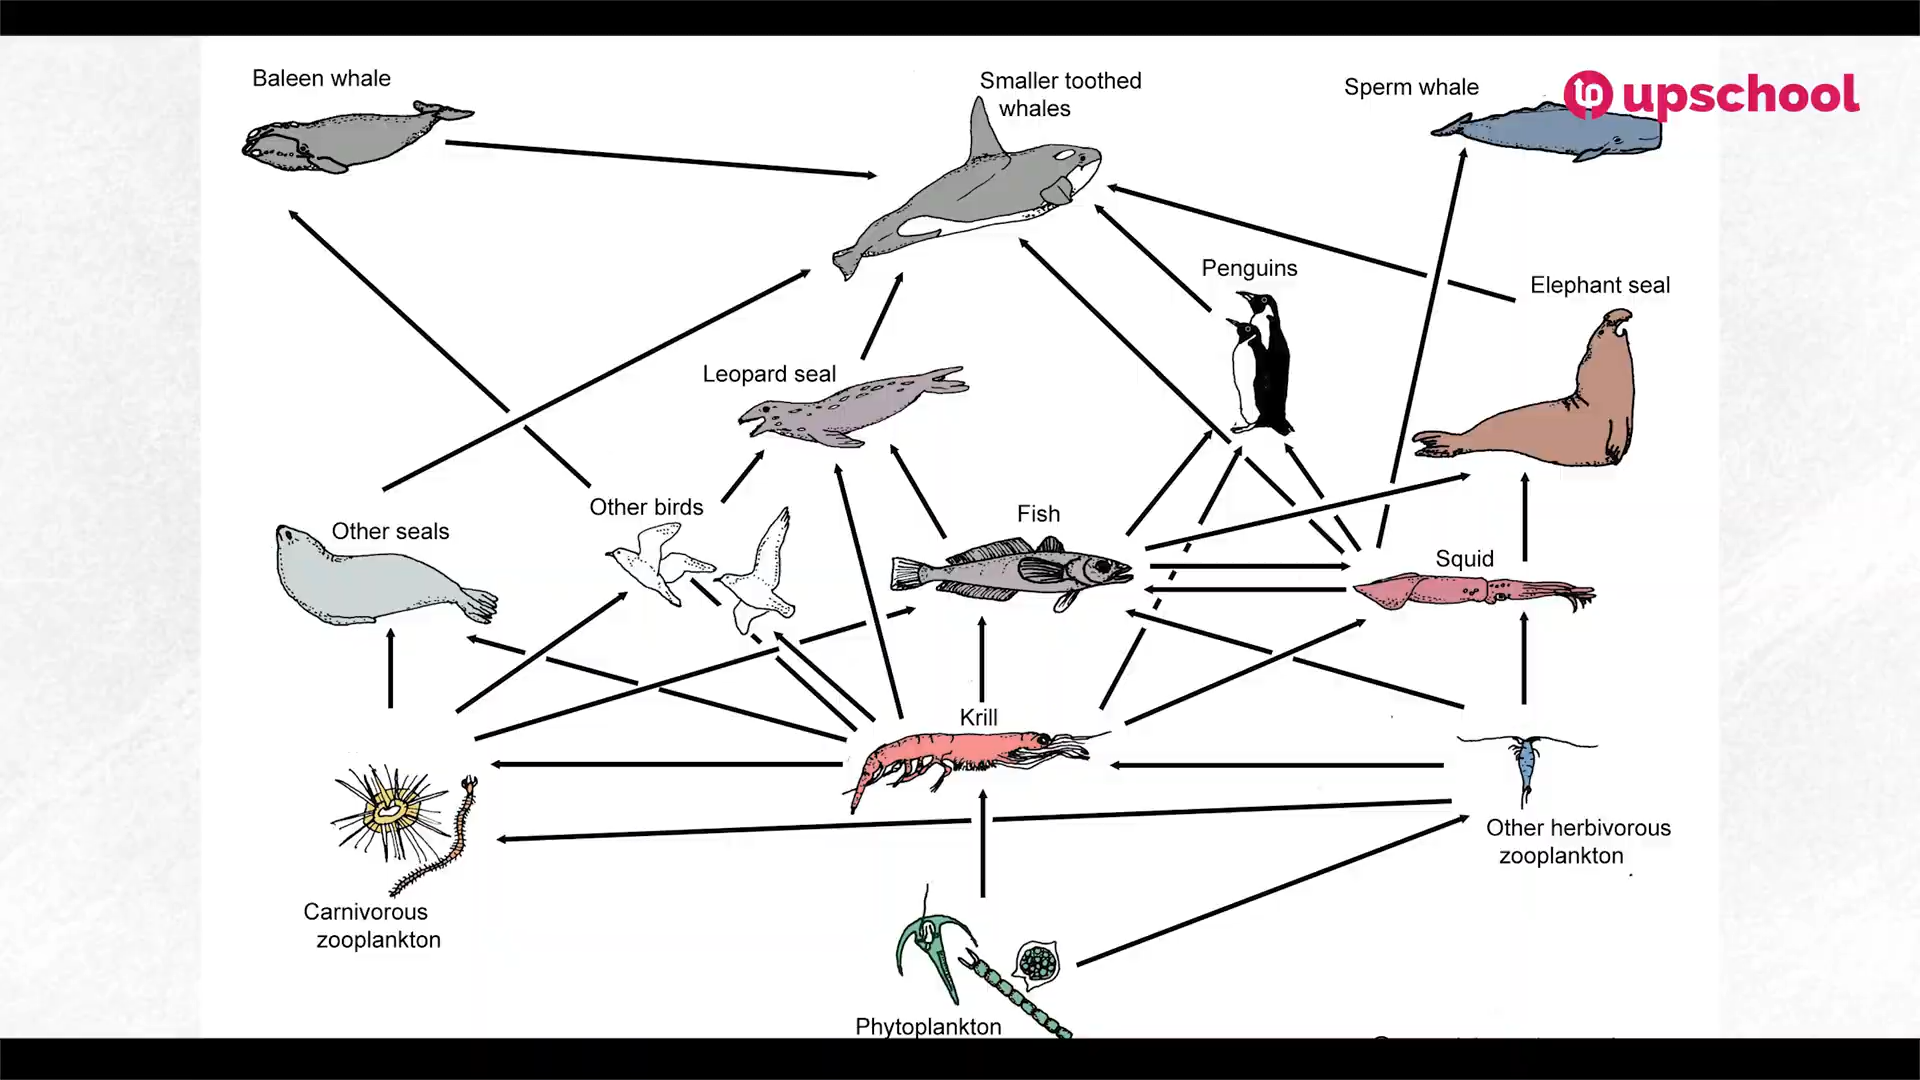 Baleen whale
Smaller toothed
whales
Sperm whale
upschool
Penguins
Elephant seal
Leopard seal
Other birds
Fish
Other seals
Squid
Krill
Other herbivorous
zooplankton
Carnivorous
zooplankton
Phytoplankton